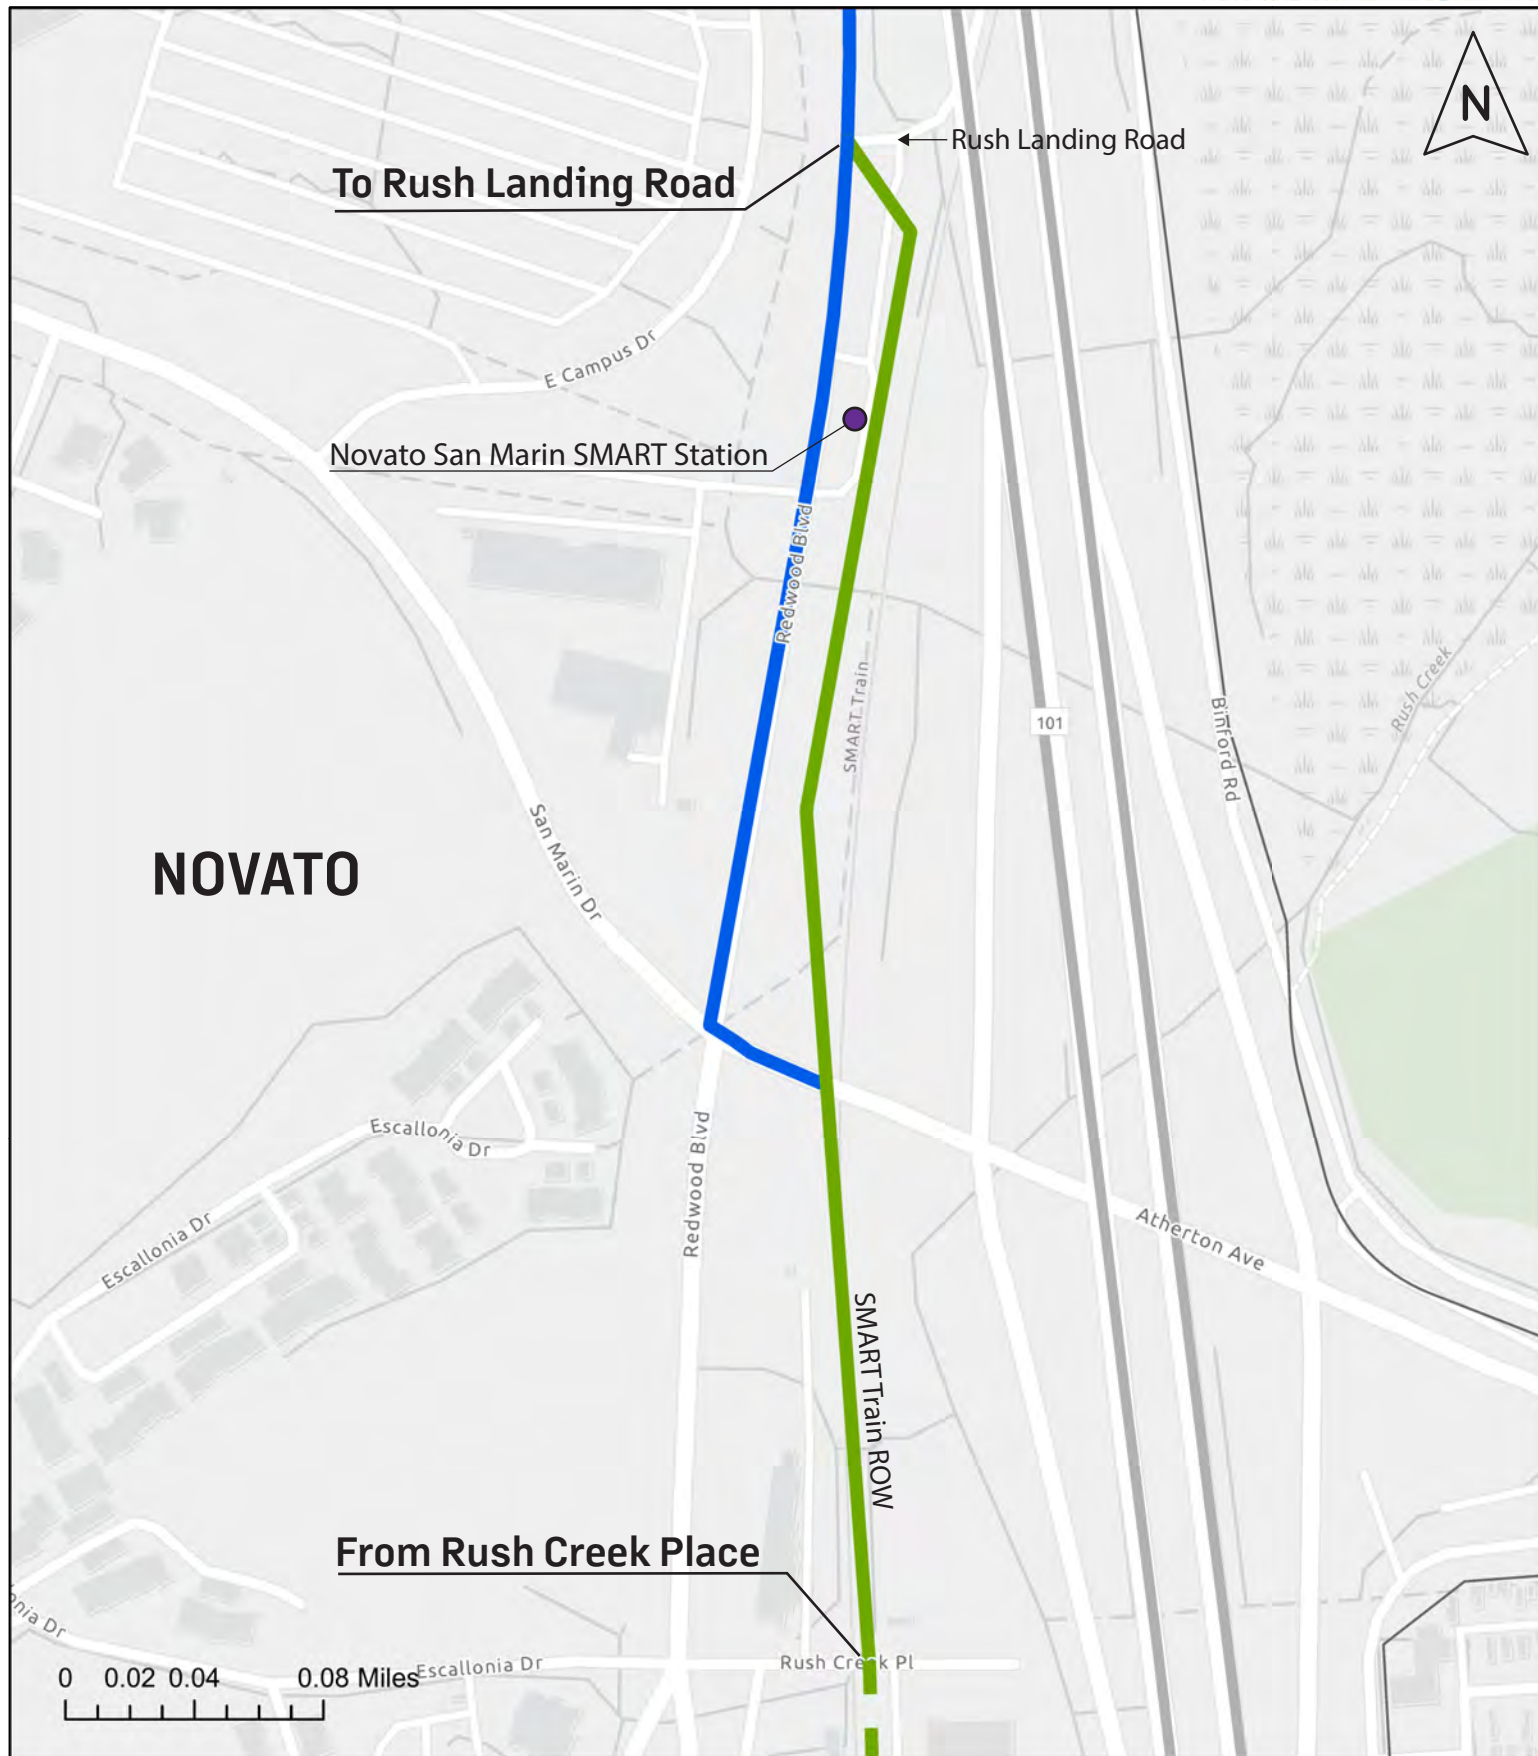 N
Rush Landing Road
To Rush Landing Road
E Campus Dr
Novato San Marin SMART Station
Redwood Blvd
SMART Train
Rush Creek
101
Binford Rd
San Marin Dr
NOVATO
Escallonia Dr
Redwood Blvd
Escallonia Dr
Atherton Ave
SMART Train ROW
From Rush Creek Place
onia Dr
Escallonia Dr
Rush Creek Pl
0 0.02 0.04 0.08 Miles